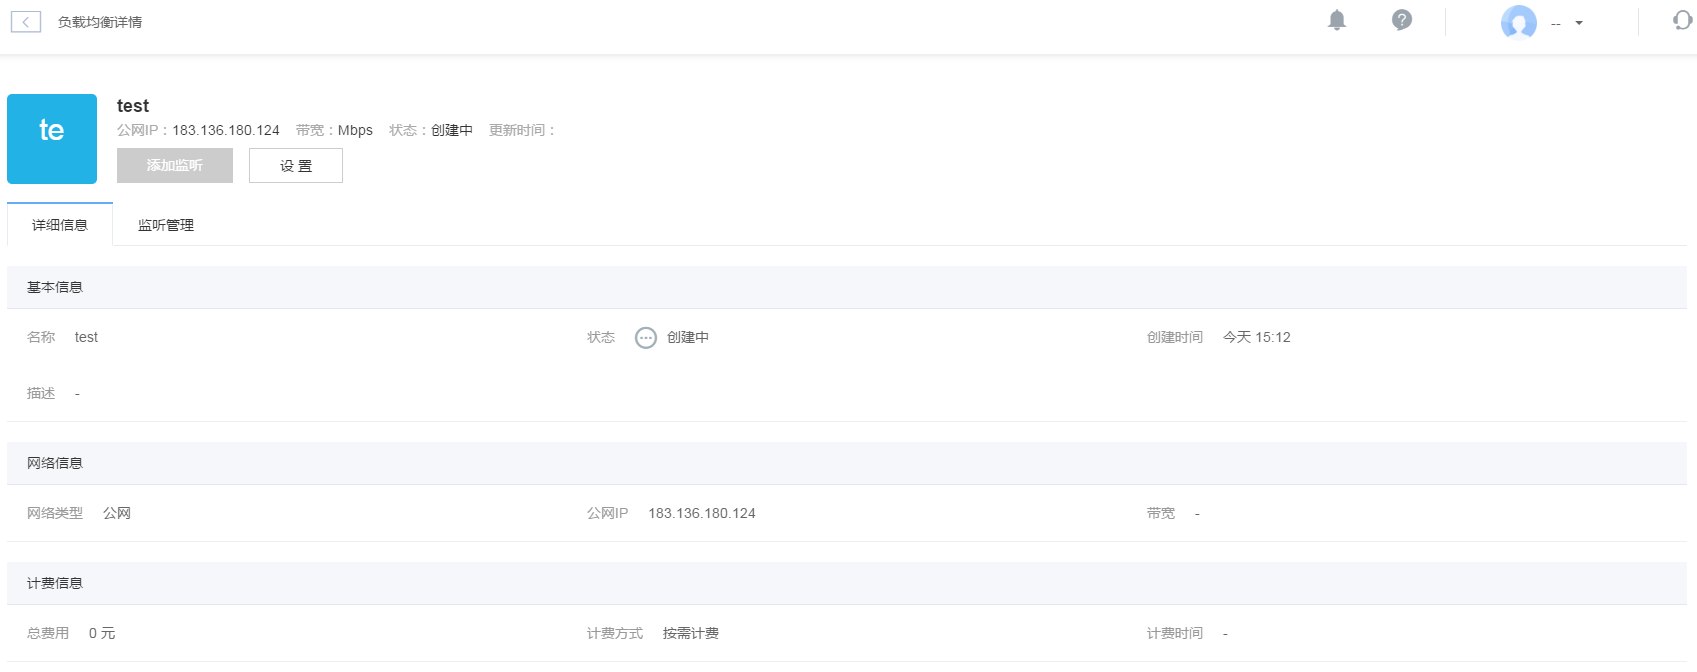 负载均衡详情
? --
te
test
公网IP：183.136.180.124 带宽：Mbps 状态：创建中 更新时间：
添加监听 设 置
详细信息 监听管理
基本信息
名称 test 状态 创建中 创建时间 今天 15:12
描述 -
网络信息
网络类型 公网 公网IP 183.136.180.124 带宽 -
计费信息
总费用 0 元 计费方式 按需计费 计费时间 -